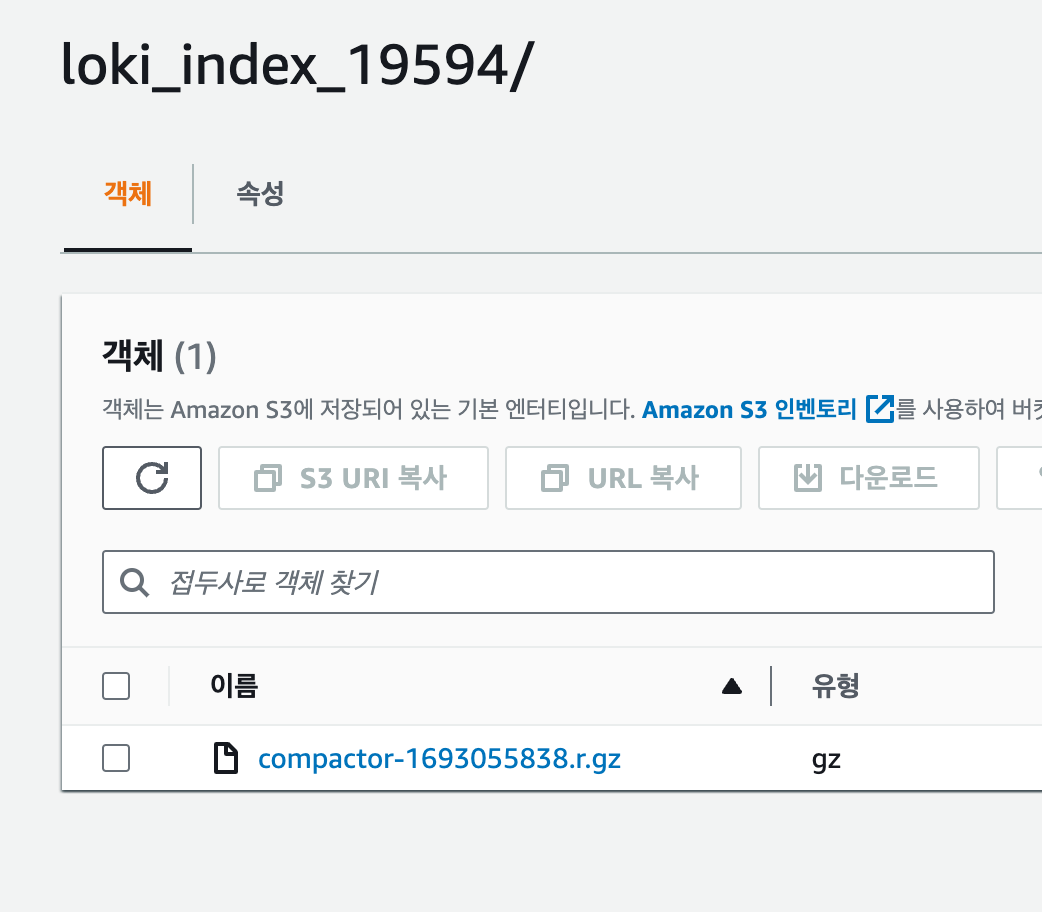 loki_index_19594/
객체 속성
객체 (1)
객체는 Amazon S3에 저장되어 있는 기본 엔터티입니다. Amazon S3 인벤토리 를 사용하여
S3 URI 복사 URL 복사 다운로드
접두사로 객체 찾기
이름 유형
compactor-1693055838.r.gz gz